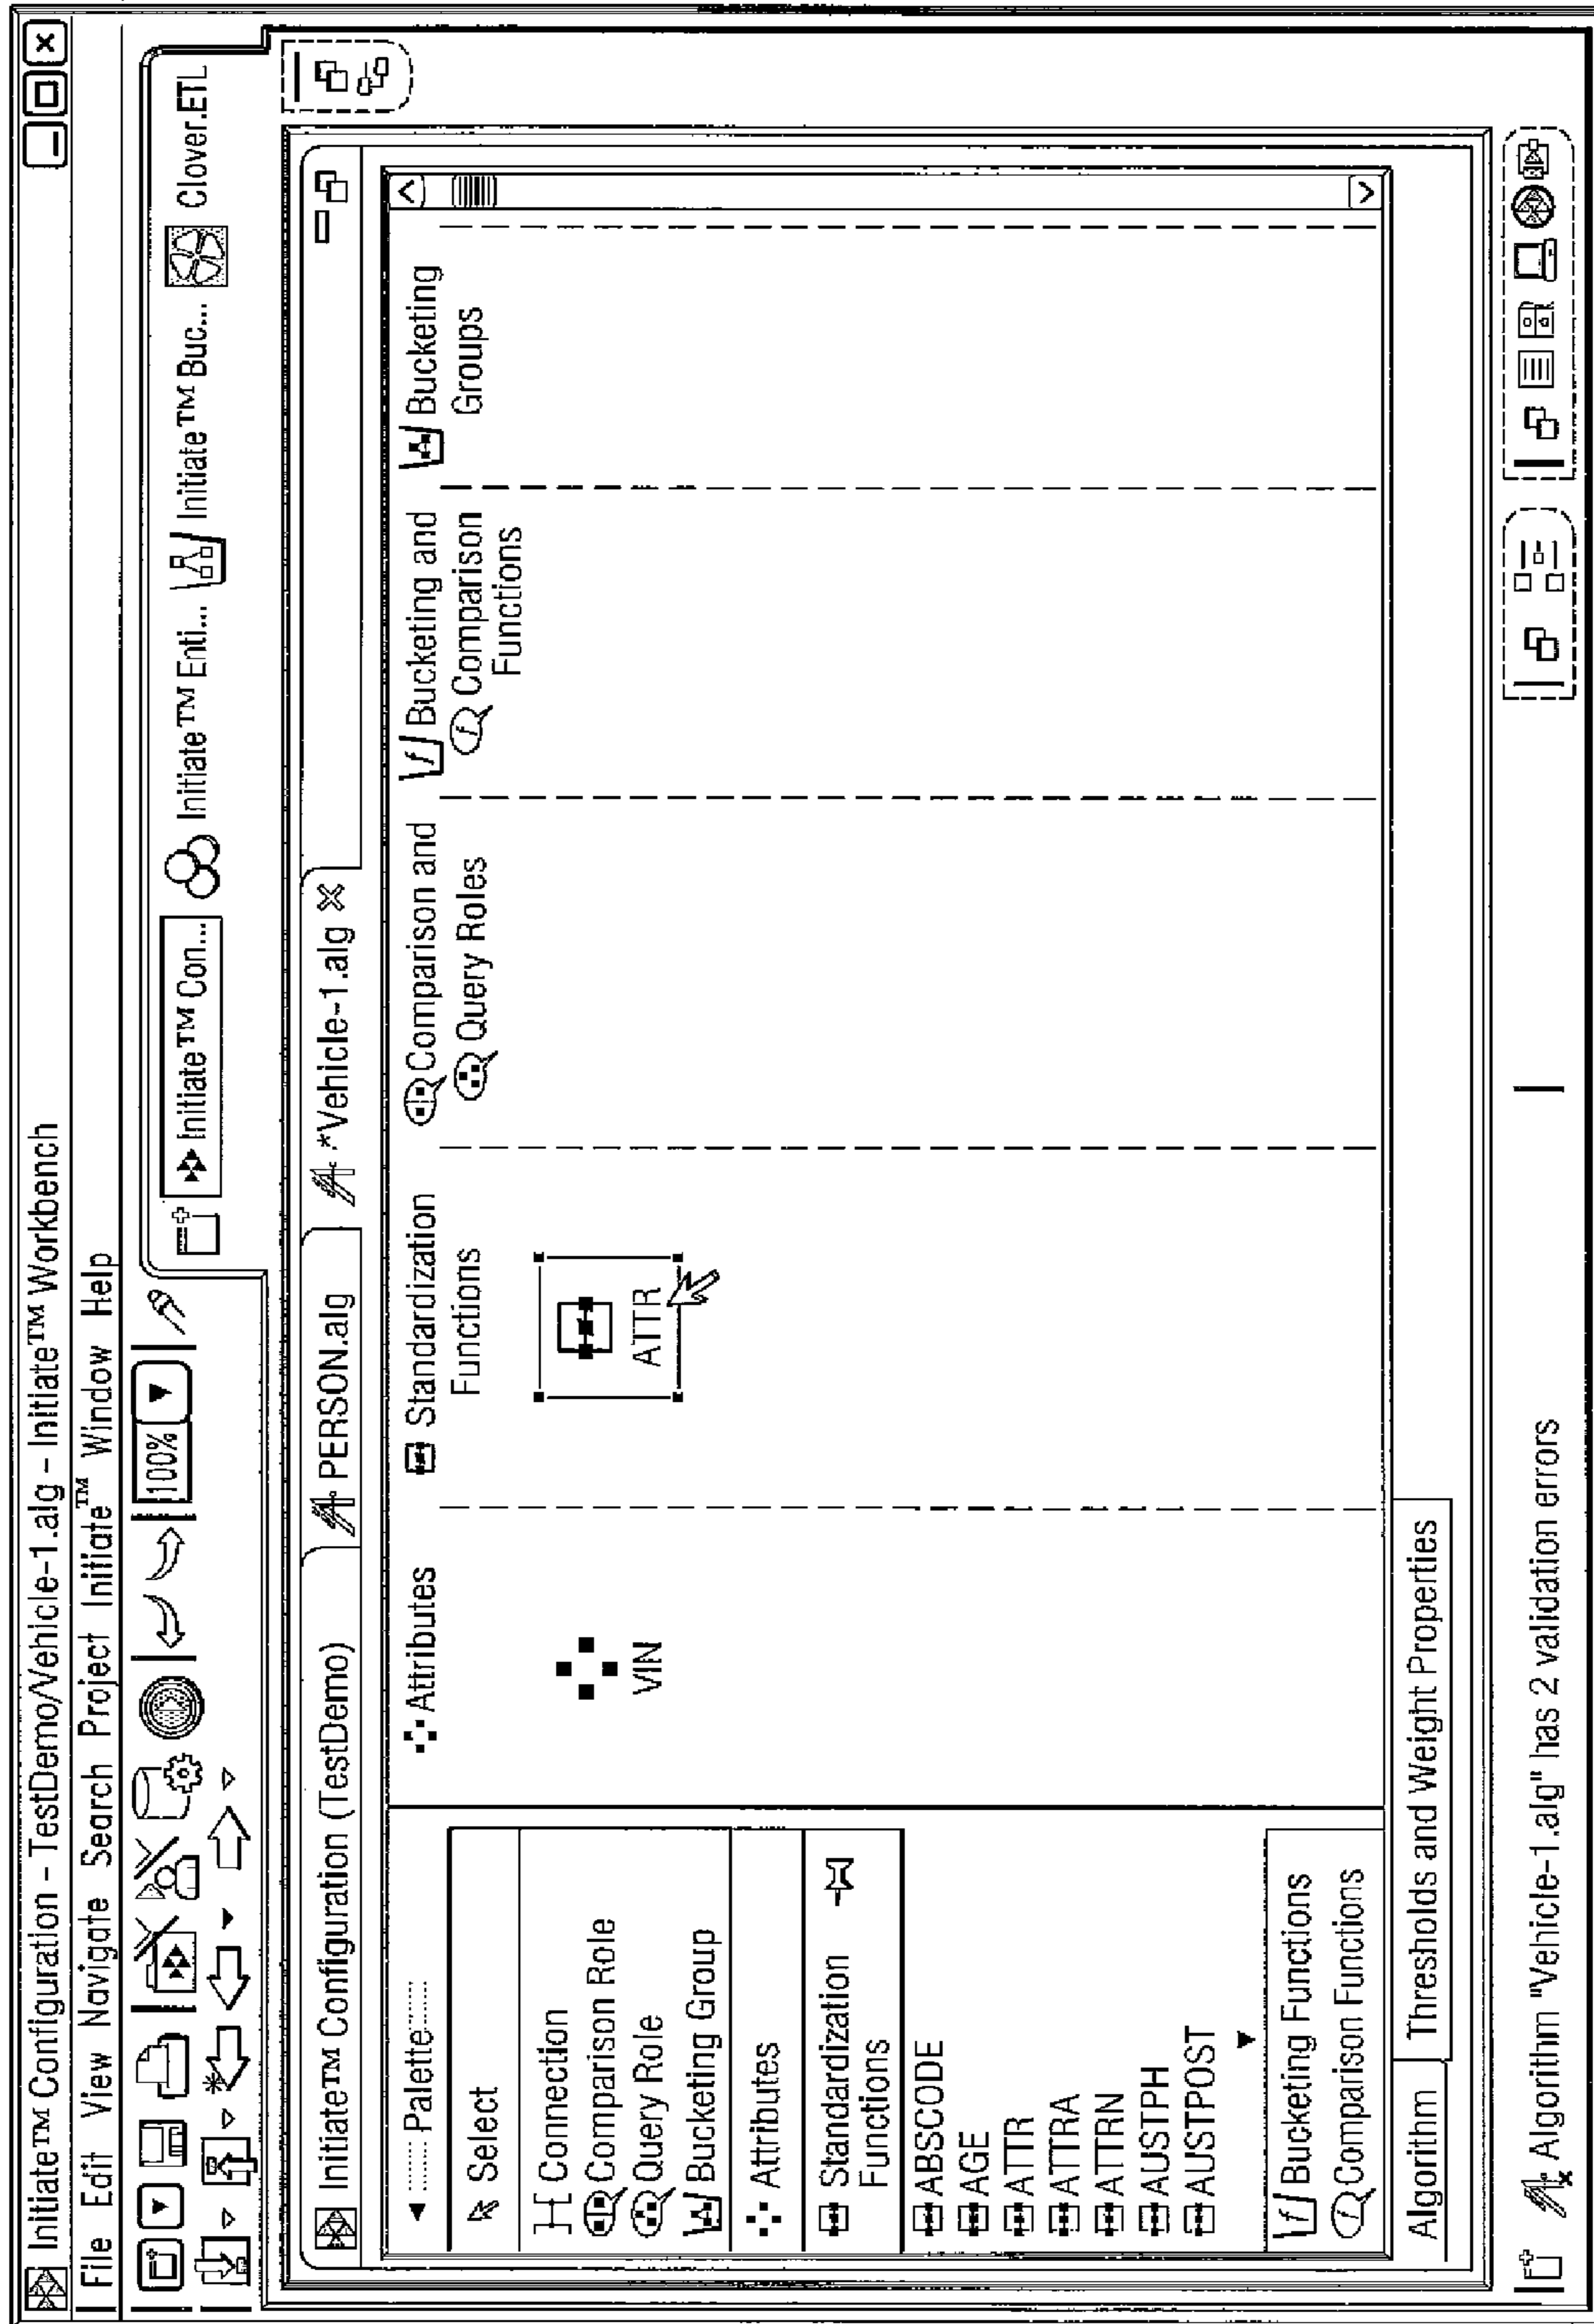 Initiate™ Configuration - TestDemo/Vehicle-1.alg - Initiate™ Workbench
File Edit View Navigate Search Project Initiate™ Window Help
100%
Initiate™ Con... Initiate™ Enti... Initiate™ Buc... Clover.ETL
Initiate™ Configuration (TestDemo) PERSON.alg *Vehicle-1.alg
Palette
Select
Connection
Comparison Role
Query Role
Bucketing Group
Attributes
Standardization
Functions
ABSCODE
AGE
ATTR
ATTRA
ATTRN
AUSTPH
AUSTPOST
Bucketing Functions
Comparison Functions
Attributes
VIN
Standardization
Functions
ATTR
Comparison and
Query Roles
Bucketing and
Comparison
Functions
Bucketing
Groups
Algorithm Thresholds and Weight Properties
Algorithm "Vehicle-1.alg" has 2 validation errors